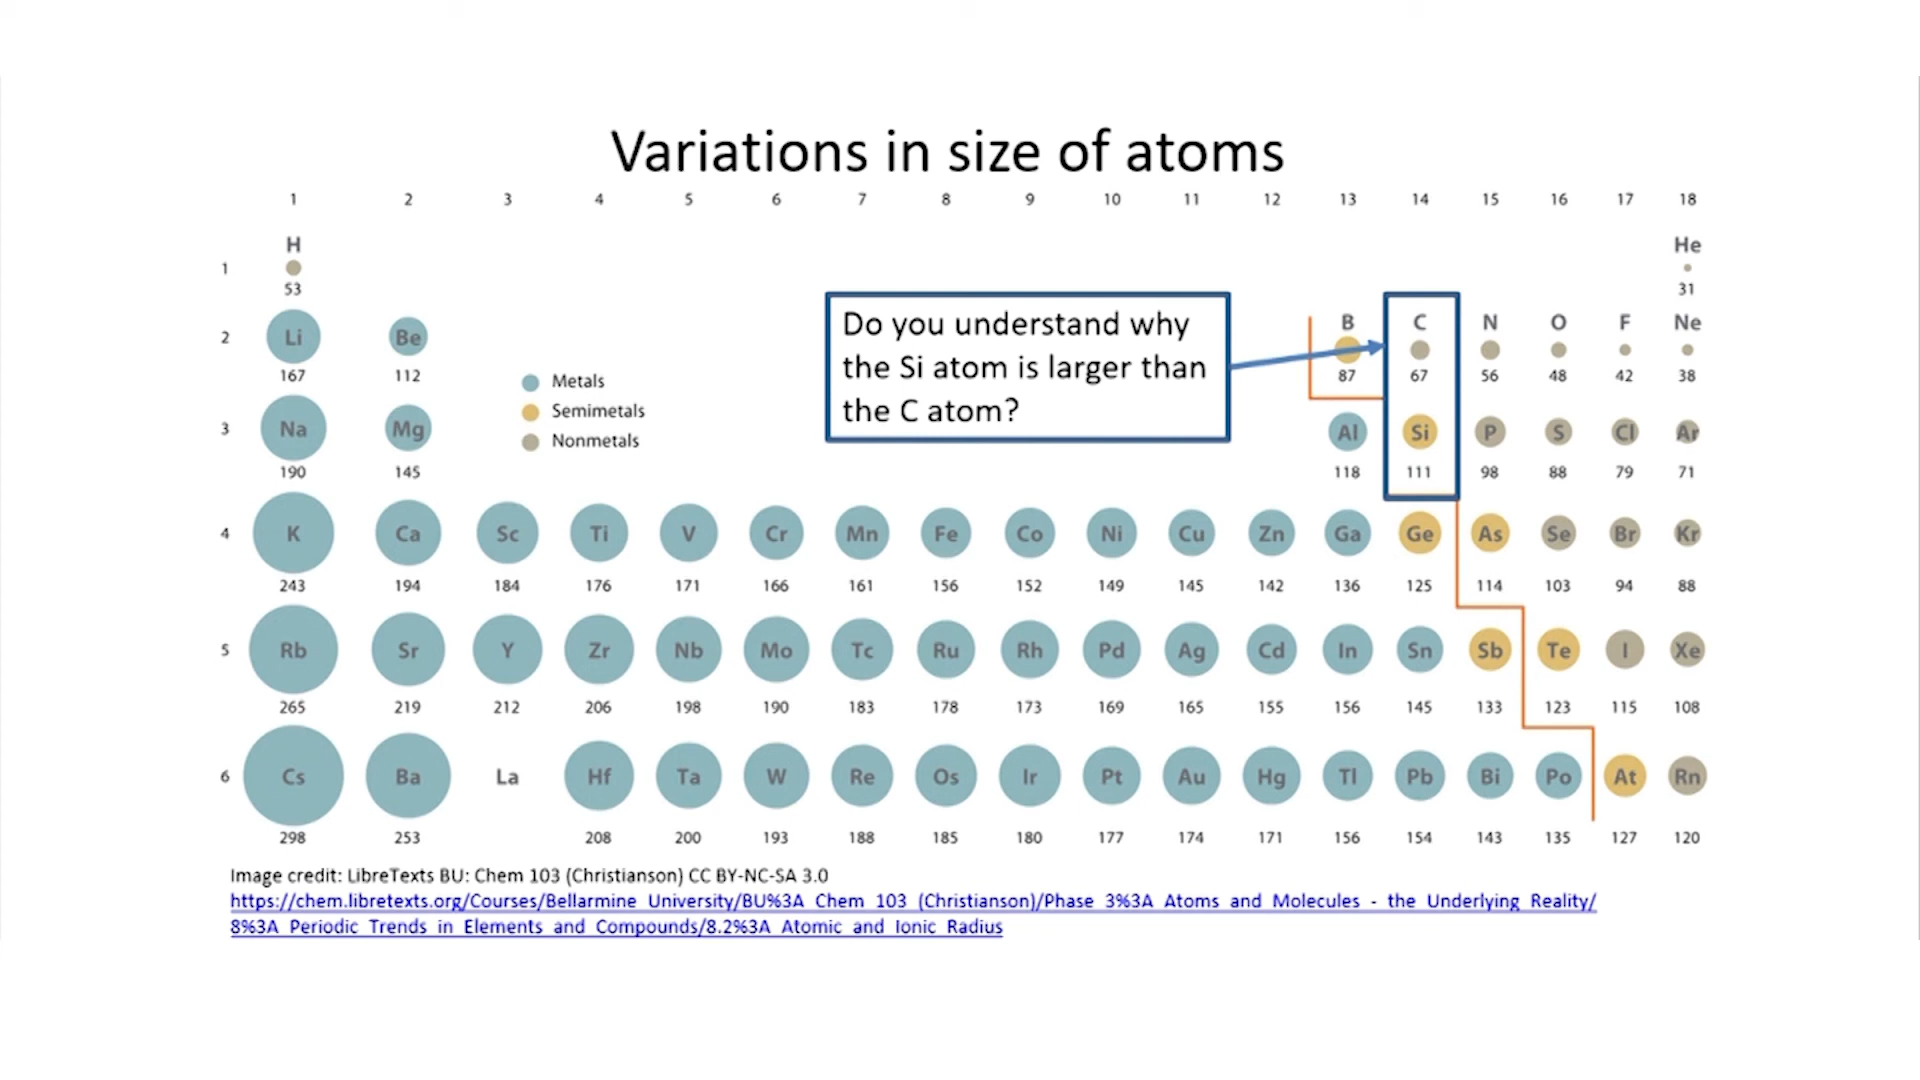 Variations in size of atoms
1 2 3 4 5 6 7 8 9 10 11 12 13 14 15 16 17 18
H He
1
53 31
Do you understand why
the Si atom is larger than
the C atom?
B C N O F Ne
2 Li Be
167 112 87 67 56 48 42 38
Metals
Semimetals
Nonmetals
3 Na Mg Al Si P S Cl Ar
190 145 118 111 98 88 79 71
4 K Ca Sc Ti V Cr Mn Fe Co Ni Cu Zn Ga Ge As Se Br Kr
243 194 184 176 171 166 161 156 152 149 145 142 136 125 114 103 94 88
5 Rb Sr Y Zr Nb Mo Tc Ru Rh Pd Ag Cd In Sn Sb Te I Xe
265 219 212 206 198 190 183 178 173 169 165 155 156 145 133 123 115 108
6 Cs Ba La Hf Ta W Re Os Ir Pt Au Hg Tl Pb Bi Po At Rn
298 253 208 200 193 188 185 180 177 174 171 156 154 143 135 127 120
Image credit: LibreTexts BU: Chem 103 (Christianson) CC BY-NC-SA 3.0
https://chem.libretexts.org/Courses/Bellarmine_University/BU%3A_Chem_103_(Christianson)/Phase_3%3A_Atoms_and_Molecules_-_the_Underlying_Reality/
8%3A_Periodic_Trends_in_Elements_and_Compounds/8.2%3A_Atomic_and_Ionic_Radius